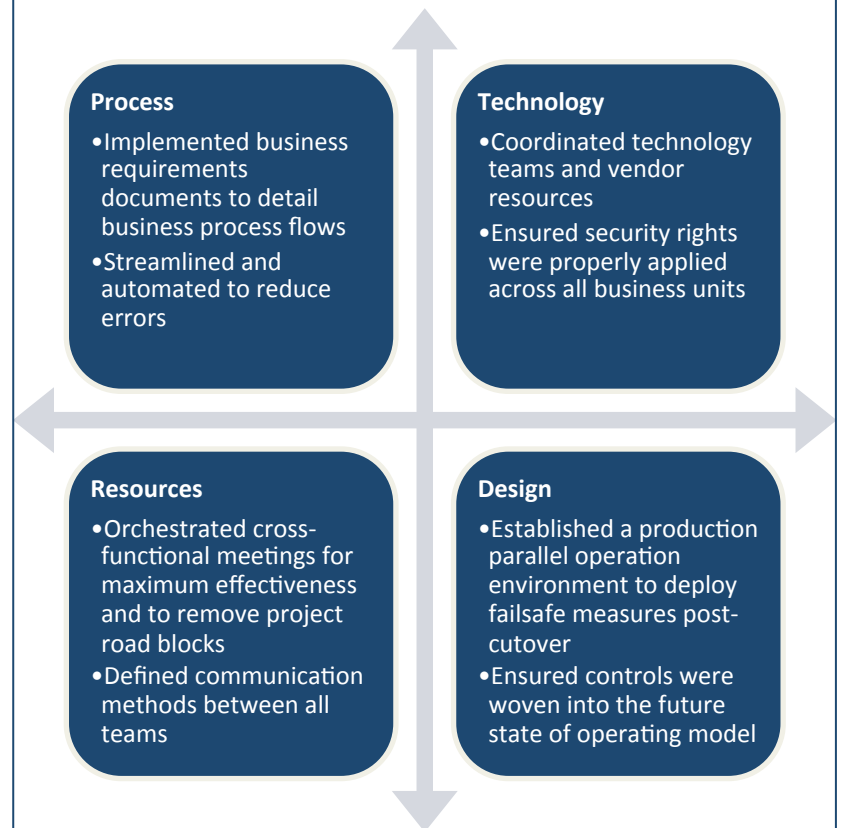 Process
•Implemented business
requirements
documents to detail
business process flows
•Streamlined and
automated to reduce
errors
Technology
•Coordinated technology
teams and vendor
resources
•Ensured security rights
were properly applied
across all business units
Resources
•Orchestrated cross-
functional meetings for
maximum effectiveness
and to remove project
road blocks
•Defined communication
methods between all
teams
Design
•Established a production
parallel operation
environment to deploy
failsafe measures post-
cutover
•Ensured controls were
woven into the future
state of operating model